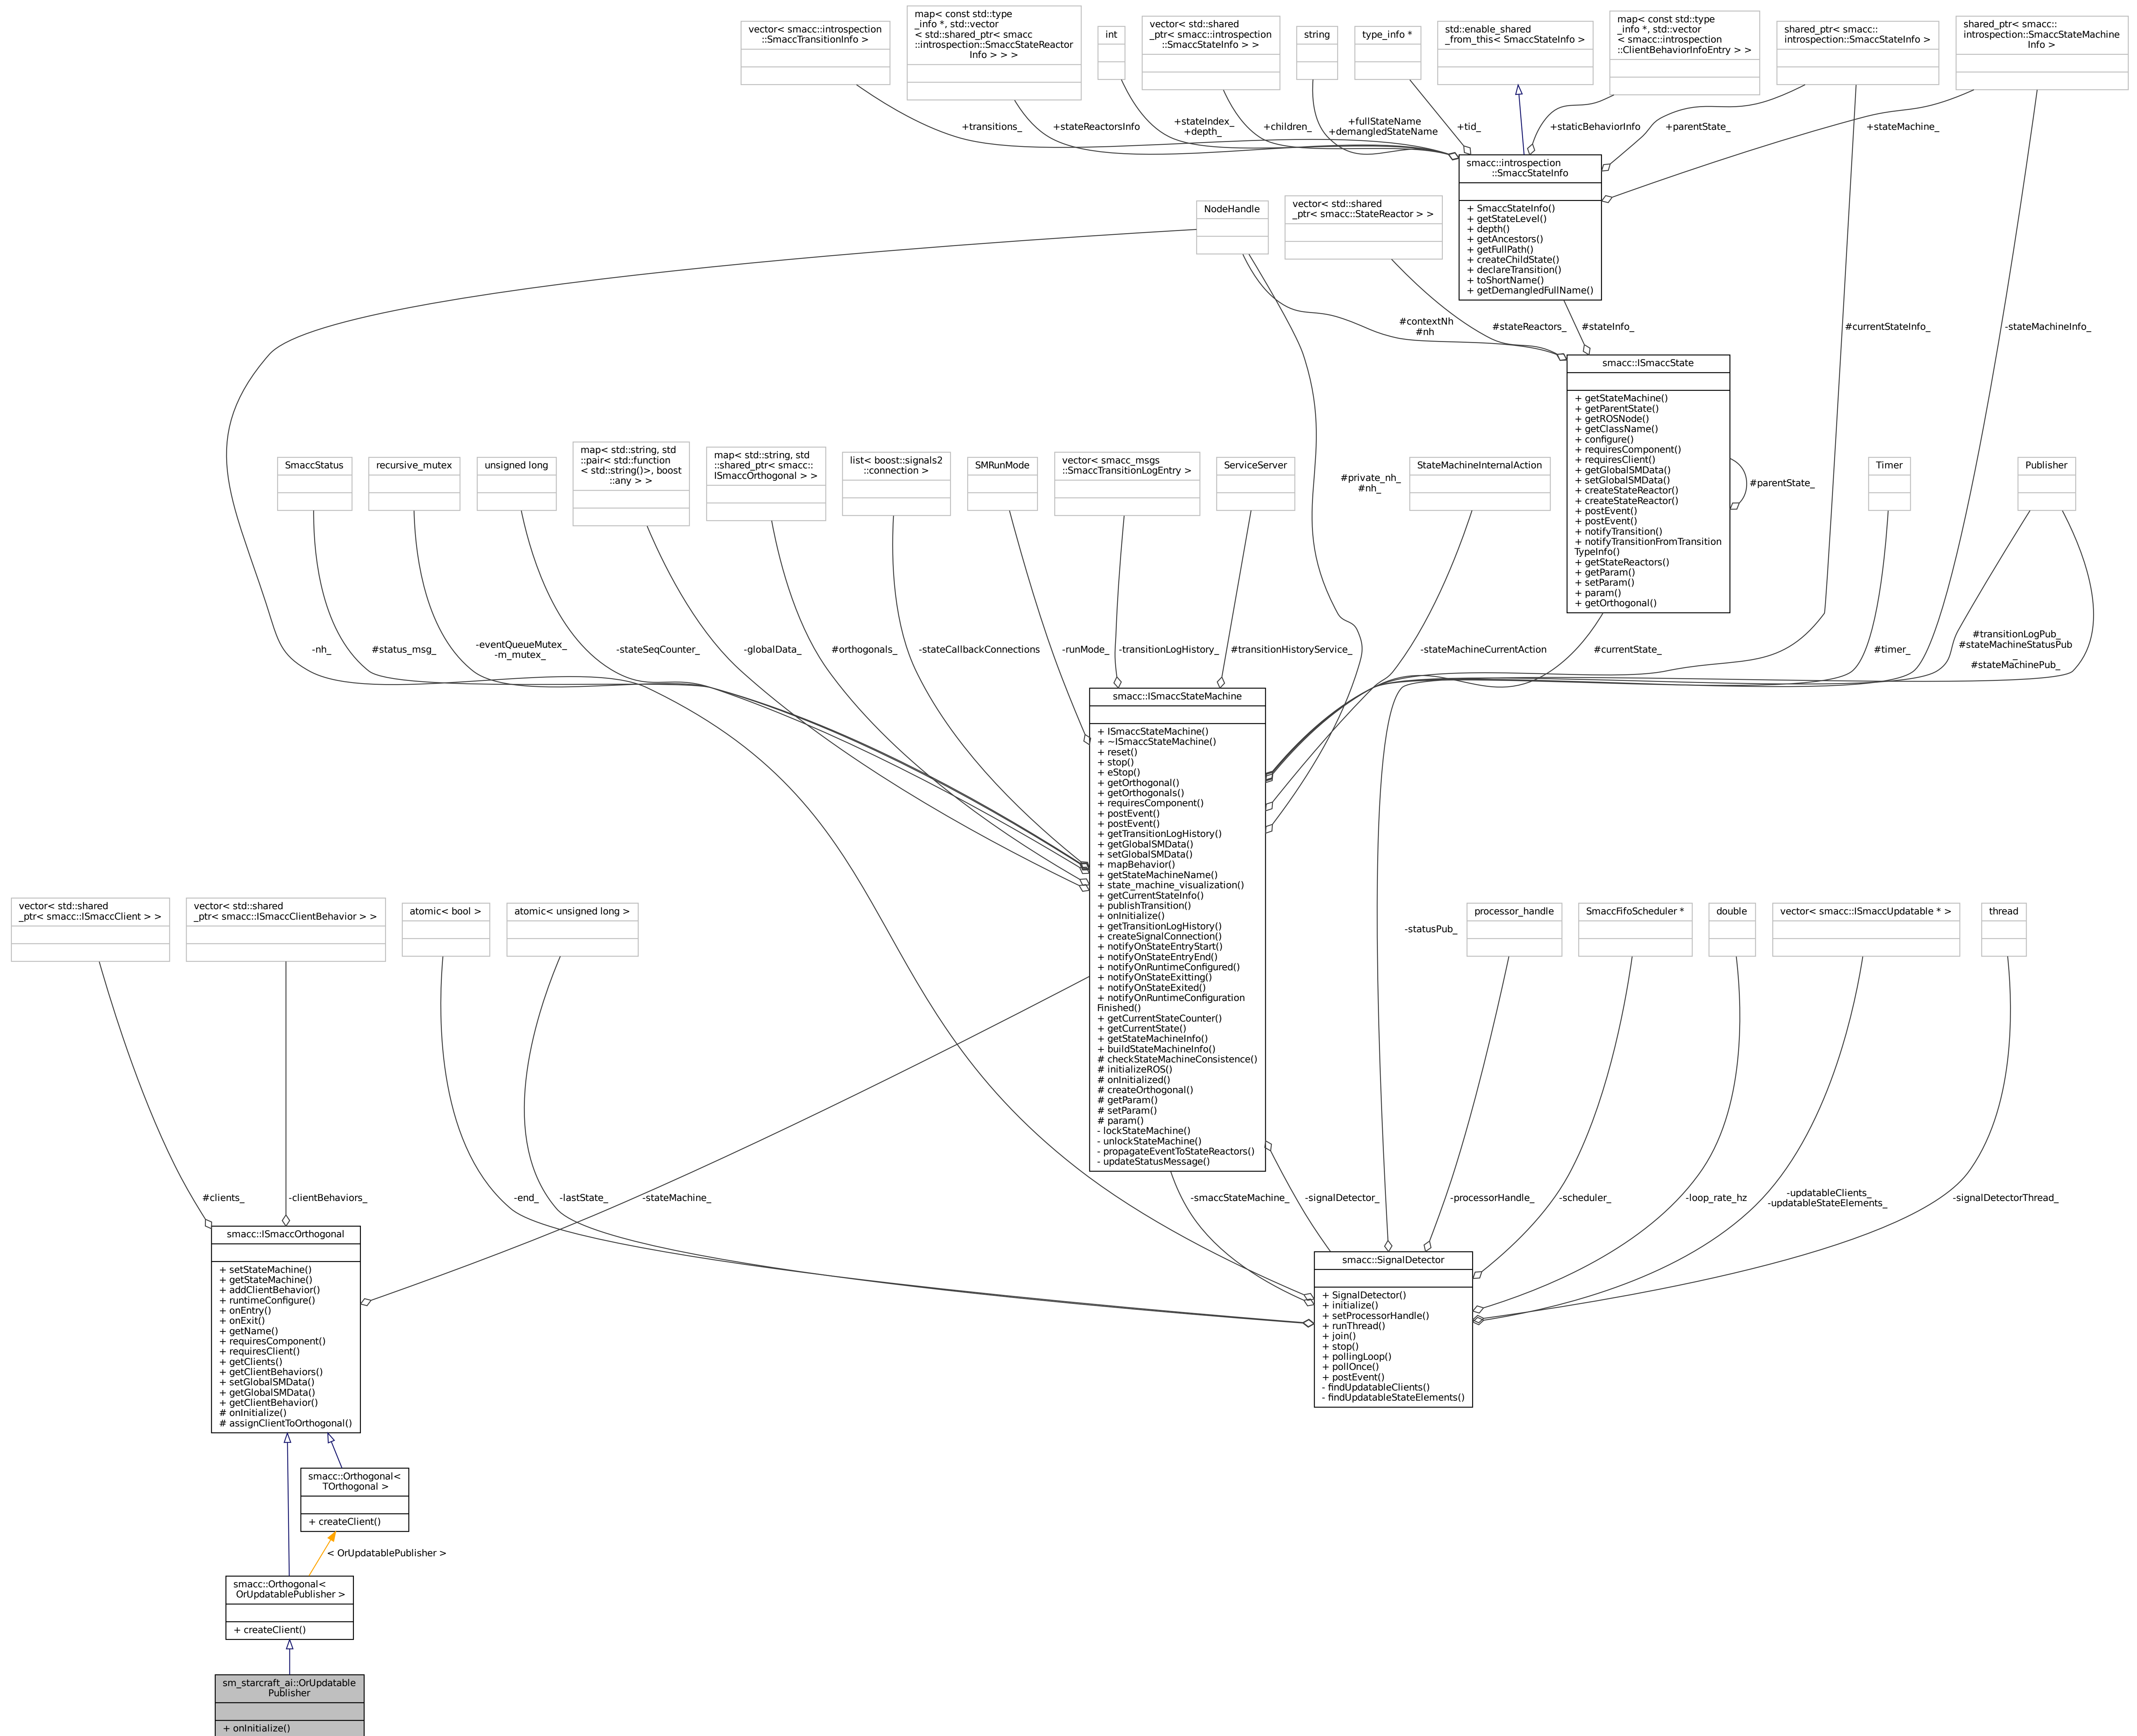 vector< smacc::introspection
::SmaccTransitionInfo >
map< const std::type
_info *, std::vector
< std::shared_ptr< smacc
::introspection::SmaccStateReactor
Info > > >
int
vector< std::shared
_ptr< smacc::introspection
::SmaccStateInfo > >
string
type_info *
std::enable_shared
_from_this< SmaccStateInfo >
map< const std::type
_info *, std::vector
< smacc::introspection
::ClientBehaviorInfoEntry > >
shared_ptr< smacc::
introspection::SmaccStateInfo >
shared_ptr< smacc::
introspection::SmaccStateMachine
Info >
+transitions_
+stateReactorsInfo
+stateIndex_
+depth_
+children_
+fullStateName
+demangledStateName
+tid_
+staticBehaviorInfo
+parentState_
+stateMachine_
smacc::introspection
::SmaccStateInfo
+ SmaccStateInfo()
+ getStateLevel()
+ depth()
+ getAncestors()
+ getFullPath()
+ createChildState()
+ declareTransition()
+ toShortName()
+ getDemangledFullName()
NodeHandle
vector< std::shared
_ptr< smacc::StateReactor > >
#contextNh
#nh
#stateReactors_
#stateInfo_
#currentStateInfo_
-stateMachineInfo_
smacc::ISmaccState
+ getStateMachine()
+ getParentState()
+ getROSNode()
+ getClassName()
+ configure()
+ requiresComponent()
+ requiresClient()
+ getGlobalSMData()
+ setGlobalSMData()
+ createStateReactor()
+ createStateReactor()
+ postEvent()
+ postEvent()
+ notifyTransition()
+ notifyTransitionFromTransition
TypeInfo()
+ getStateReactors()
+ getParam()
+ setParam()
+ param()
+ getOrthogonal()
#parentState_
SmaccStatus
recursive_mutex
unsigned long
map< std::string, std
::pair< std::function
< std::string()>, boost
::any > >
map< std::string, std
::shared_ptr< smacc::
ISmaccOrthogonal > >
list< boost::signals2
::connection >
SMRunMode
vector< smacc_msgs
::SmaccTransitionLogEntry >
ServiceServer
#private_nh_
#nh_
StateMachineInternalAction
Timer
Publisher
-nh_
#status_msg_
-eventQueueMutex_
-m_mutex_
-stateSeqCounter_
-globalData_
#orthogonals_
-stateCallbackConnections
-runMode_
-transitionLogHistory_
#transitionHistoryService_
-stateMachineCurrentAction
#currentState_
#timer_
#transitionLogPub_
#stateMachineStatusPub
_
#stateMachinePub_
smacc::ISmaccStateMachine
+ ISmaccStateMachine()
+ ~ISmaccStateMachine()
+ reset()
+ stop()
+ eStop()
+ getOrthogonal()
+ getOrthogonals()
+ requiresComponent()
+ postEvent()
+ postEvent()
+ getTransitionLogHistory()
+ getGlobalSMData()
+ setGlobalSMData()
+ mapBehavior()
+ getStateMachineName()
+ state_machine_visualization()
+ getCurrentStateInfo()
+ publishTransition()
+ onInitialize()
+ getTransitionLogHistory()
+ createSignalConnection()
+ notifyOnStateEntryStart()
+ notifyOnStateEntryEnd()
+ notifyOnRuntimeConfigured()
+ notifyOnStateExitting()
+ notifyOnStateExited()
+ notifyOnRuntimeConfiguration
Finished()
+ getCurrentStateCounter()
+ getCurrentState()
+ getStateMachineInfo()
+ buildStateMachineInfo()
# checkStateMachineConsistence()
# initializeROS()
# onInitialized()
# createOrthogonal()
# getParam()
# setParam()
# param()
- lockStateMachine()
- unlockStateMachine()
- propagateEventToStateReactors()
- updateStatusMessage()
vector< std::shared
_ptr< smacc::ISmaccClient > >
vector< std::shared
_ptr< smacc::ISmaccClientBehavior > >
atomic< bool >
atomic< unsigned long >
-statusPub_
processor_handle
SmaccFifoScheduler *
double
vector< smacc::ISmaccUpdatable * >
thread
#clients_
-clientBehaviors_
-end_
-lastState_
-stateMachine_
-smaccStateMachine_
-signalDetector_
-processorHandle_
-scheduler_
-loop_rate_hz
-updatableClients_
-updatableStateElements_
-signalDetectorThread_
smacc::ISmaccOrthogonal
+ setStateMachine()
+ getStateMachine()
+ addClientBehavior()
+ runtimeConfigure()
+ onEntry()
+ onExit()
+ getName()
+ requiresComponent()
+ requiresClient()
+ getClients()
+ getClientBehaviors()
+ setGlobalSMData()
+ getGlobalSMData()
+ getClientBehavior()
# onInitialize()
# assignClientToOrthogonal()
smacc::SignalDetector
+ SignalDetector()
+ initialize()
+ setProcessorHandle()
+ runThread()
+ join()
+ stop()
+ pollingLoop()
+ pollOnce()
+ postEvent()
- findUpdatableClients()
- findUpdatableStateElements()
smacc::Orthogonal<
TOrthogonal >
+ createClient()
< OrUpdatablePublisher >
smacc::Orthogonal<
OrUpdatablePublisher >
+ createClient()
sm_starcraft_ai::OrUpdatable
Publisher
+ onInitialize()